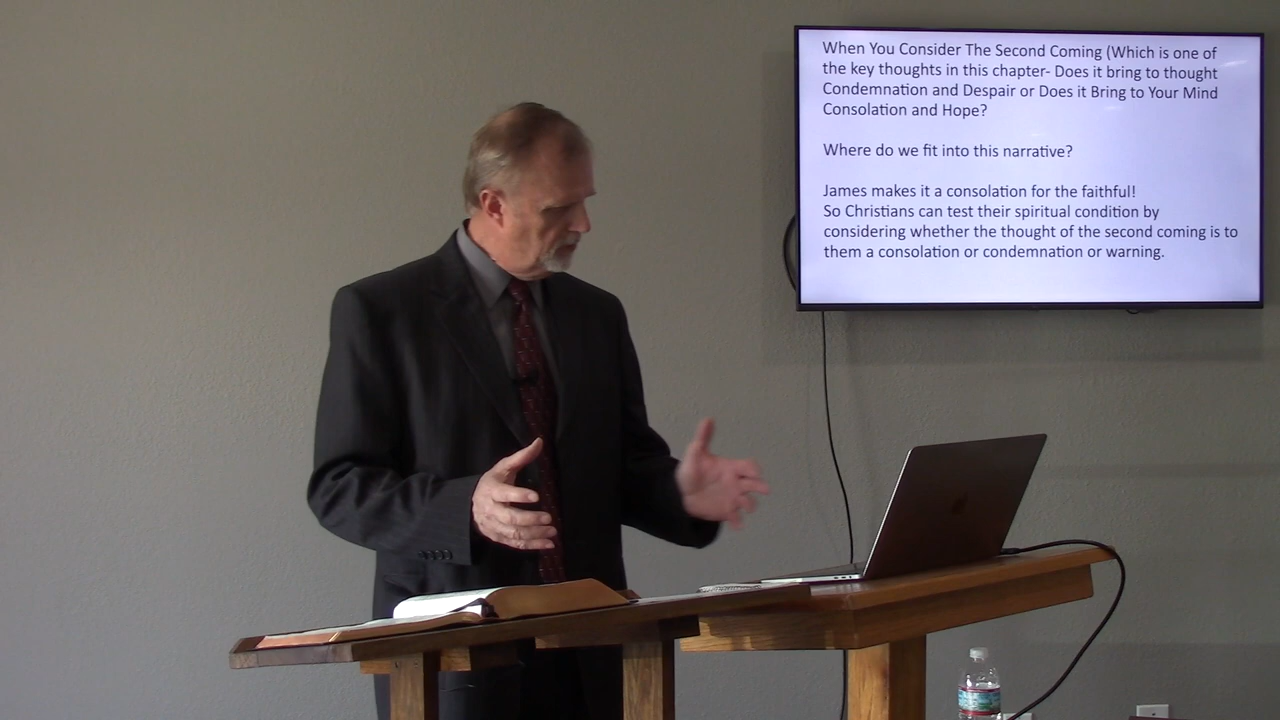 When You Consider The Second Coming (Which is one of
the key thoughts in this chapter- Does it bring to thought
Condemnation and Despair or Does it Bring to Your Mind
Consolation and Hope?
Where do we fit into this narrative?
James makes it a consolation for the faithful!
So Christians can test their spiritual condition by
considering whether the thought of the second coming is to
them a consolation or condemnation or warning.